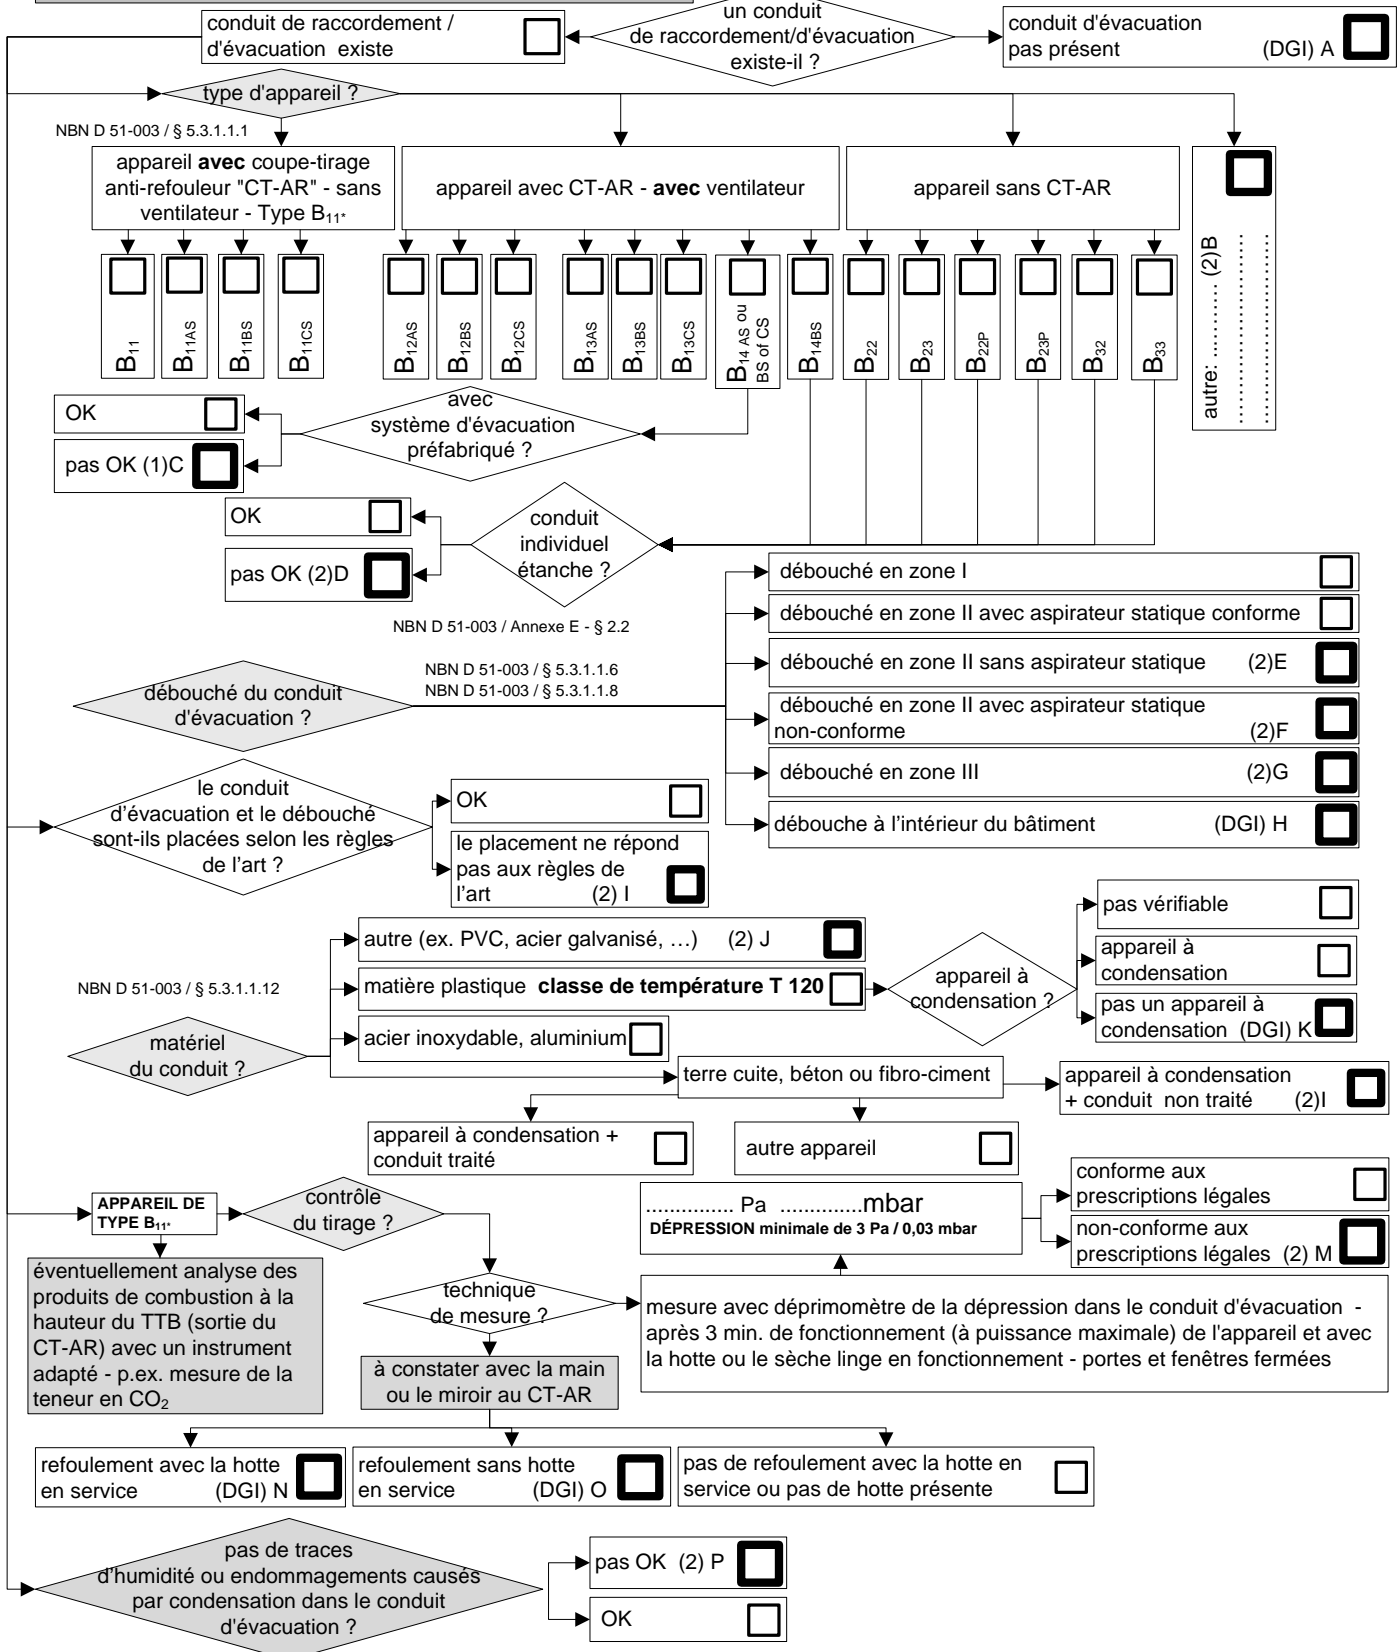 un conduit
de raccordement/d'évacuation
existe-il ?
conduit de raccordement /
d'évacuation existe
conduit d'évacuation
pas présent (DGI) A
type d'appareil ?
NBN D 51-003 / § 5.3.1.1.1
appareil avec coupe-tirage
anti-refouleur "CT-AR" - sans
ventilateur - Type B11*
appareil avec CT-AR - avec ventilateur
appareil sans CT-AR
autre: .......... (2)B
B11
B11AS
B11BS
B11CS
B12AS
B12BS
B12CS
B13AS
B13BS
B13CS
B14 AS ou
BS of CS
B14BS
B22
B23
B22P
B23P
B32
B33
avec
système d'évacuation
préfabriqué ?
OK
pas OK (1)C
conduit
individuel
étanche ?
OK
pas OK (2)D
NBN D 51-003 / Annexe E - § 2.2
débouché du conduit
d'évacuation ?
NBN D 51-003 / § 5.3.1.1.6
NBN D 51-003 / § 5.3.1.1.8
débouché en zone I
débouché en zone II avec aspirateur statique conforme
débouché en zone II sans aspirateur statique (2)E
débouché en zone II avec aspirateur statique
non-conforme (2)F
débouché en zone III (2)G
débouche à l'intérieur du bâtiment (DGI) H
le conduit
d'évacuation et le débouché
sont-ils placées selon les règles
de l'art ?
OK
le placement ne répond
pas aux règles de
l'art (2) I
NBN D 51-003 / § 5.3.1.1.12
matériel
du conduit ?
autre (ex. PVC, acier galvanisé, …) (2) J
matière plastique classe de température T 120
acier inoxydable, aluminium
appareil à
condensation ?
pas vérifiable
appareil à
condensation
pas un appareil à
condensation (DGI) K
terre cuite, béton ou fibro-ciment
appareil à condensation
+ conduit non traité (2)I
appareil à condensation +
conduit traité
autre appareil
APPAREIL DE
TYPE B11*
contrôle
du tirage ?
............... Pa ..............mbar
DÉPRESSION minimale de 3 Pa / 0,03 mbar
conforme aux
prescriptions légales
non-conforme aux
prescriptions légales (2) M
éventuellement analyse des
produits de combustion à la
hauteur du TTB (sortie du
CT-AR) avec un instrument
adapté - p.ex. mesure de la
teneur en CO2
technique
de mesure ?
mesure avec déprimomètre de la dépression dans le conduit d'évacuation -
après 3 min. de fonctionnement (à puissance maximale) de l'appareil et avec
la hotte ou le sèche linge en fonctionnement - portes et fenêtres fermées
à constater avec la main
ou le miroir au CT-AR
refoulement avec la hotte
en service (DGI) N
refoulement sans hotte
en service (DGI) O
pas de refoulement avec la hotte en
service ou pas de hotte présente
pas de traces
d'humidité ou endommagements causés
par condensation dans le conduit
d'évacuation ?
pas OK (2) P
OK